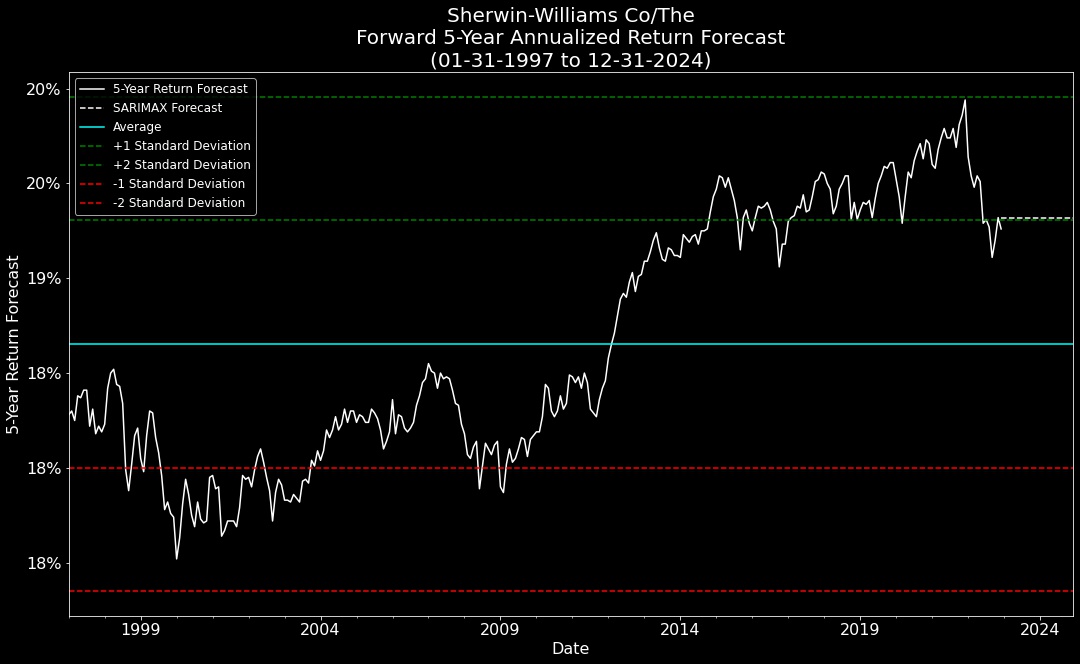 Sherwin-Williams Co/The
Forward 5-Year Annualized Return Forecast
(01-31-1997 to 12-31-2024)
5-Year Return Forecast
SARIMAX Forecast
Average
+1 Standard Deviation
+2 Standard Deviation
-1 Standard Deviation
-2 Standard Deviation
20%
20%
19%
18%
18%
18%
5-Year Return Forecast
1999
2004
2009
2014
2019
2024
Date